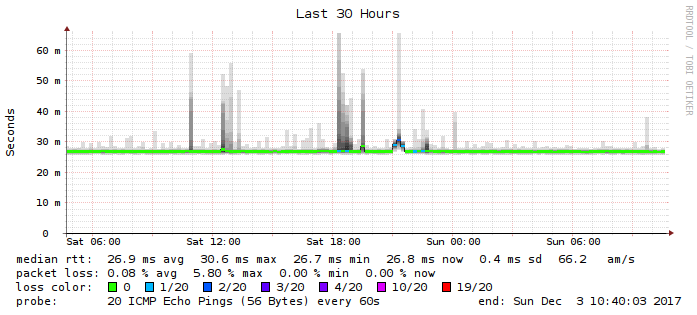 Last 30 Hours
RRDTOOL / TOBI OETIKER
Seconds
60 m
50 m
40 m
30 m
20 m
10 m
0
Sat 06:00 Sat 12:00 Sat 18:00 Sun 00:00 Sun 06:00
median rtt: 26.9 ms avg 30.6 ms max 26.7 ms min 26.8 ms now 0.4 ms sd 66.2 am/s
packet loss: 0.08 % avg 5.80 % max 0.00 % min 0.00 % now
loss color: 0 1/20 2/20 3/20 4/20 10/20 19/20
probe: 20 ICMP Echo Pings (56 Bytes) every 60s end: Sun Dec 3 10:40:03 2017